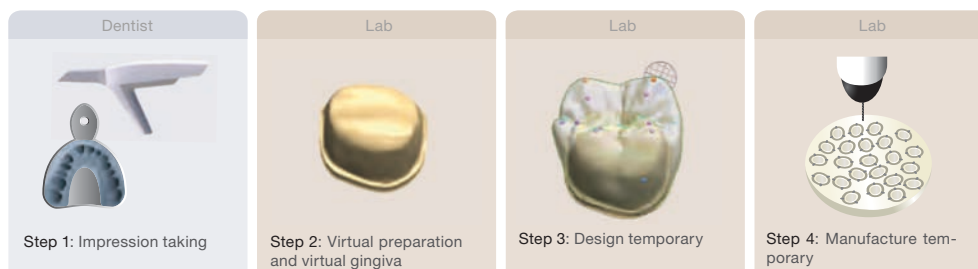 Dentist
Step 1: Impression taking
Lab
Step 2: Virtual preparation
and virtual gingiva
Lab
Step 3: Design temporary
Lab
Step 4: Manufacture tem-
porary